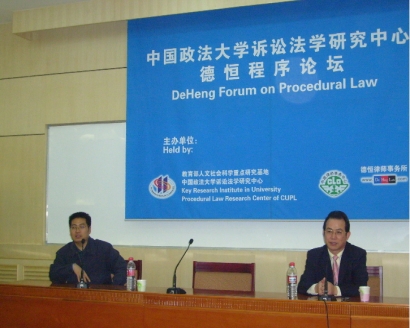 中国政法大学诉讼法学研究中心
德恒程序论坛
DeHeng Forum on Procedural Law
主办单位:
Held by:
教育部人文社会科学重点研究基地
中国政法大学诉讼法学研究中心
Key Research Institute in University
Procedural Law Research Center of CUPL
德恒律师事务所